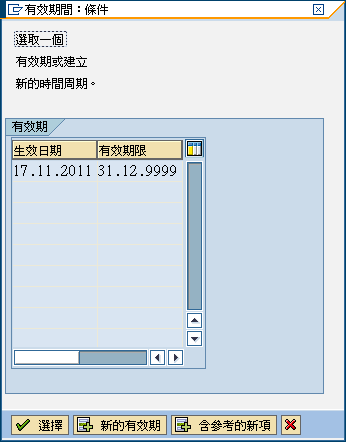 有效期間：條件
選取一個
有效期或建立
新的時間周期。
有效期
生效日期 有效期限
17.11.2011 31.12.9999
選擇 新的有效期 含參考的新項